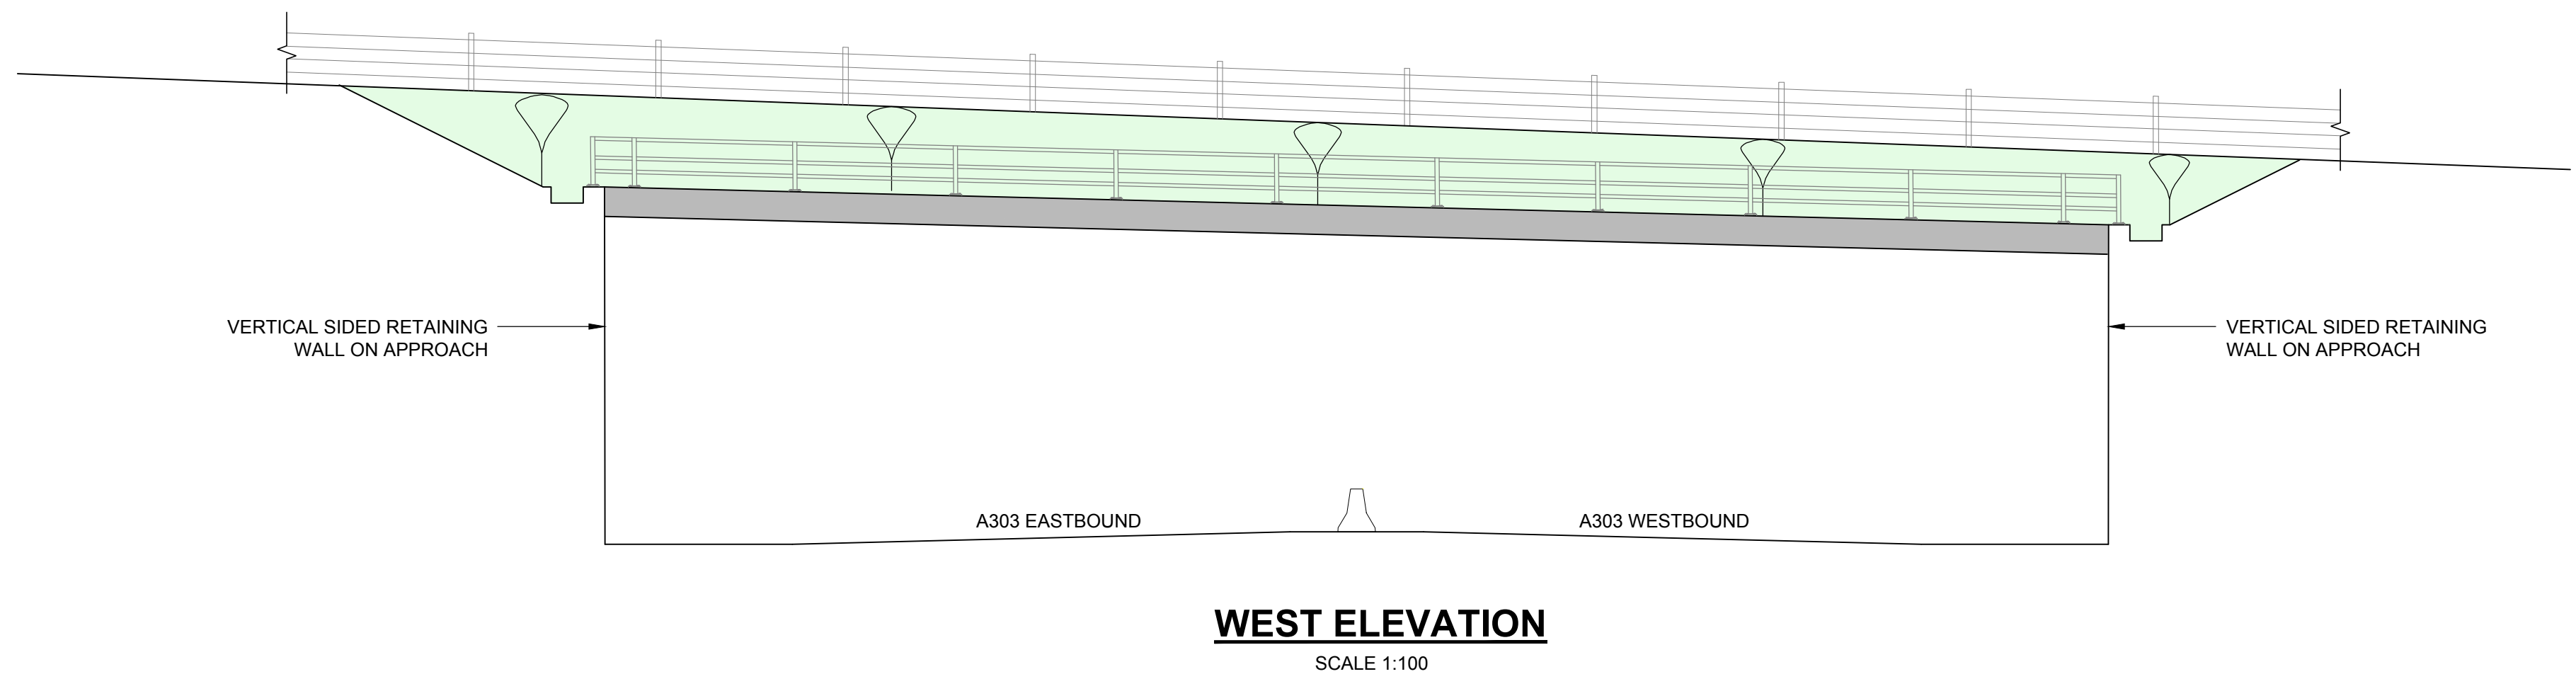 VERTICAL SIDED RETAINING
WALL ON APPROACH
VERTICAL SIDED RETAINING
WALL ON APPROACH
A303 EASTBOUND
A303 WESTBOUND
WEST ELEVATION
SCALE 1:100